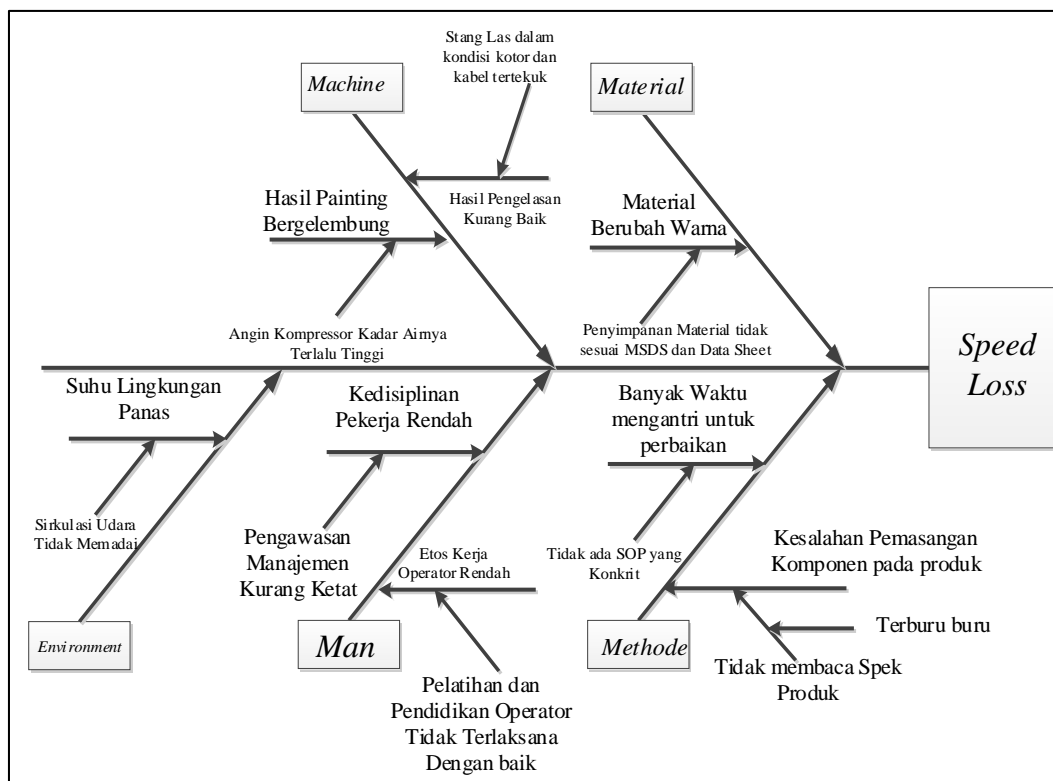 Stang Las dalam
kondisi kotor dan
kabel tertekuk
Machine
Material
Hasil Painting
Bergelembung
Hasil Pengelasan
Kurang Baik
Material
Berubah Warna
Angin Kompressor Kadar Airnya
Terlalu Tinggi
Penyimpanan Material tidak
sesuai MSDS dan Data Sheet
Speed
Loss
Suhu Lingkungan
Panas
Kedisiplinan
Pekerja Rendah
Banyak Waktu
mengantri untuk
perbaikan
Sirkulasi Udara
Tidak Memadai
Pengawasan
Manajemen
Kurang Ketat
Etos Kerja
Operator Rendah
Tidak ada SOP yang
Konkrit
Kesalahan Pemasangan
Komponen pada produk
Terburu buru
Environment
Man
Methode
Tidak membaca Spek
Produk
Pelatihan dan
Pendidikan Operator
Tidak Terlaksana
Dengan baik